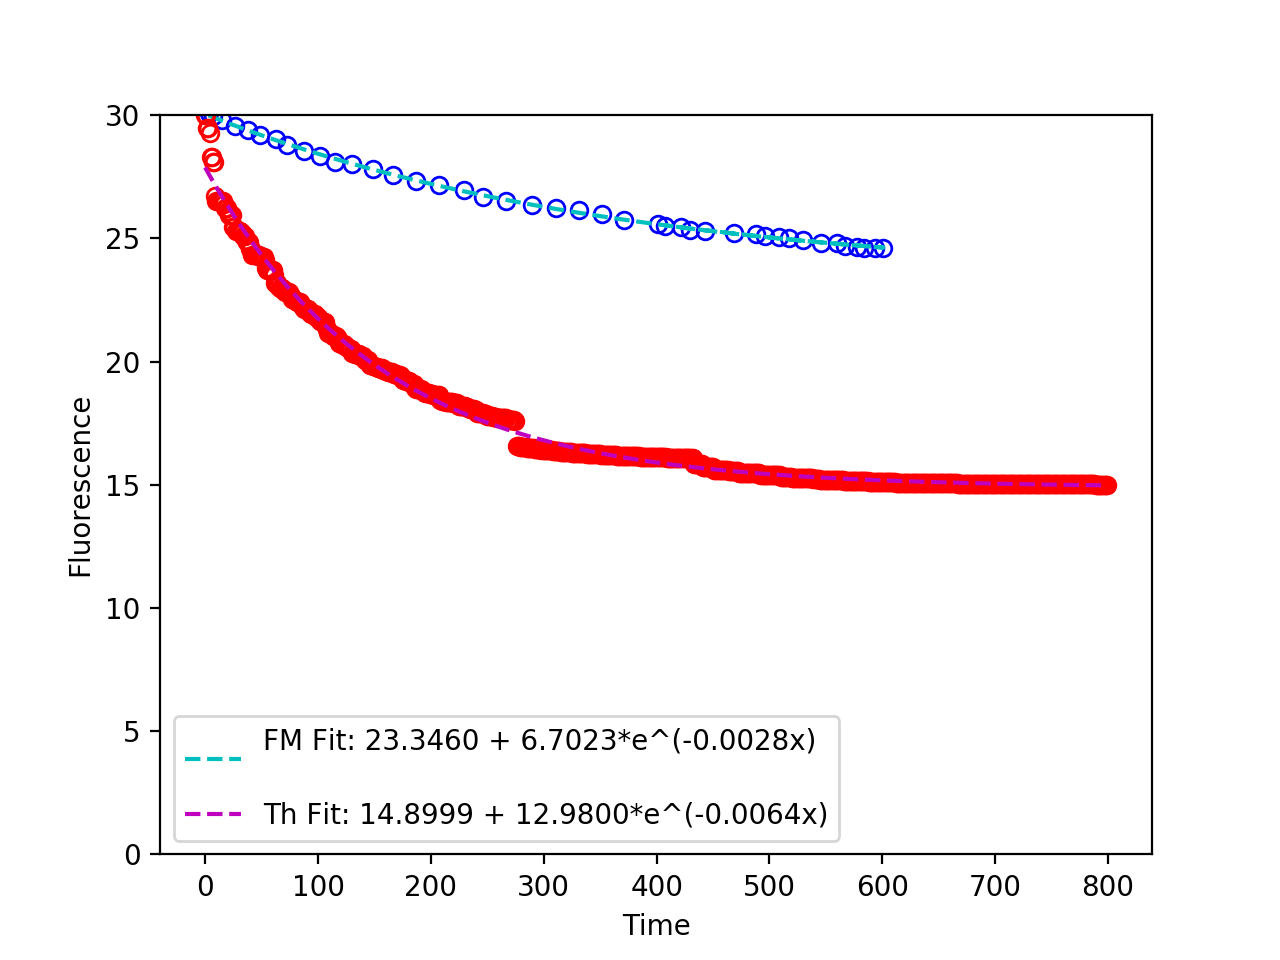 30
25
20
15
10
5
0
Fluorescence
FM Fit: 23.3460 + 6.7023*e^(-0.0028x)
Th Fit: 14.8999 + 12.9800*e^(-0.0064x)
0 100 200 300 400 500 600 700 800
Time